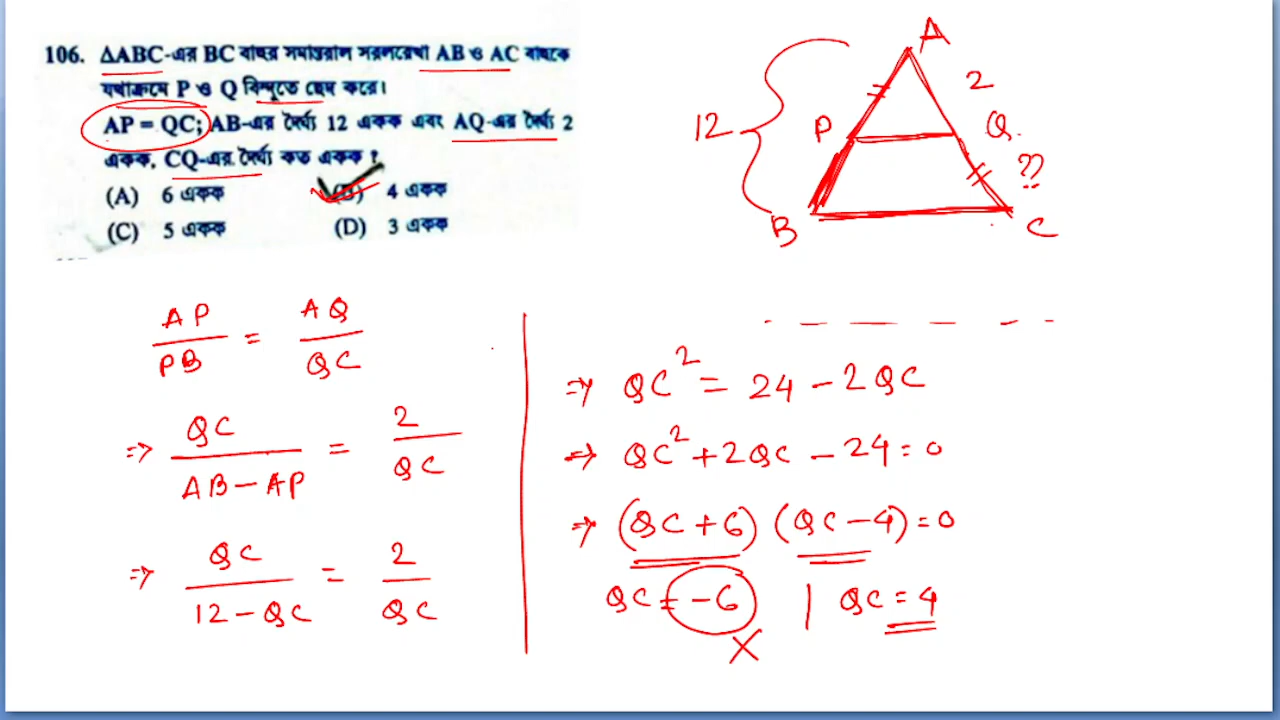 106. ΔABC-এর BC বাহুর সমান্তরাল সরলরেখা AB ও AC বাহুকে
যথাক্রমে P ও Q বিন্দুতে ছেদ করে।
AP = QC; AB-এর দৈর্ঘ্য 12 একক এবং AQ-এর দৈর্ঘ্য 2
একক, CQ-এর দৈর্ঘ্য কত একক ?
(A) 6 একক (B) 4 একক
(C) 5 একক (D) 3 একক
A
2
12
P
Q
??
B
C
AP/PB = AQ/QC
⇒ QC/AB-AP = 2/QC
⇒ QC/12-QC = 2/QC
⇒ QC² = 24 - 2QC
⇒ QC² + 2QC - 24 = 0
⇒ (QC + 6) (QC - 4) = 0
QC = -6 | QC = 4
X